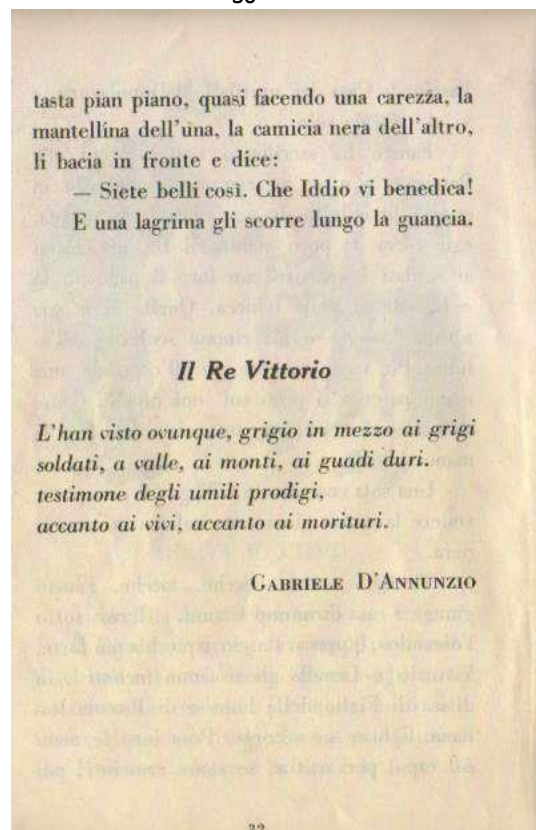 tasta pian piano, quasi facendo una carezza, la
mantellina dell'una, la camicia nera dell'altro,
li bacia in fronte e dice:
— Siete belli così. Che Iddio vi benedica!
E una lagrima gli scorre lungo la guancia.
Il Re Vittorio
L'han visto ovunque, grigio in mezzo ai grigi
soldati, a valle, ai monti, ai guadi duri.
testimone degli umili prodigi,
accanto ai vivi, accanto ai morituri.
GABRIELE D'ANNUNZIO